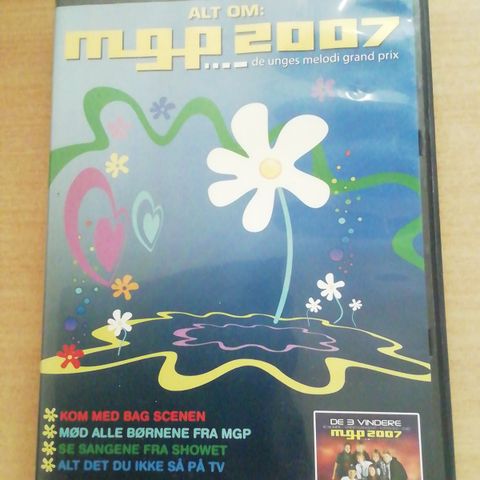 ALT OM:
mgp 2007
de unges melodi grand prix
KOM MED BAG SCENEN
MØD ALLE BØRNENE FRA MGP
SE SANGENE FRA SHOWET
ALT DET DU IKKE SÅ PÅ TV
DE 3 VINDERE
mgp 2007